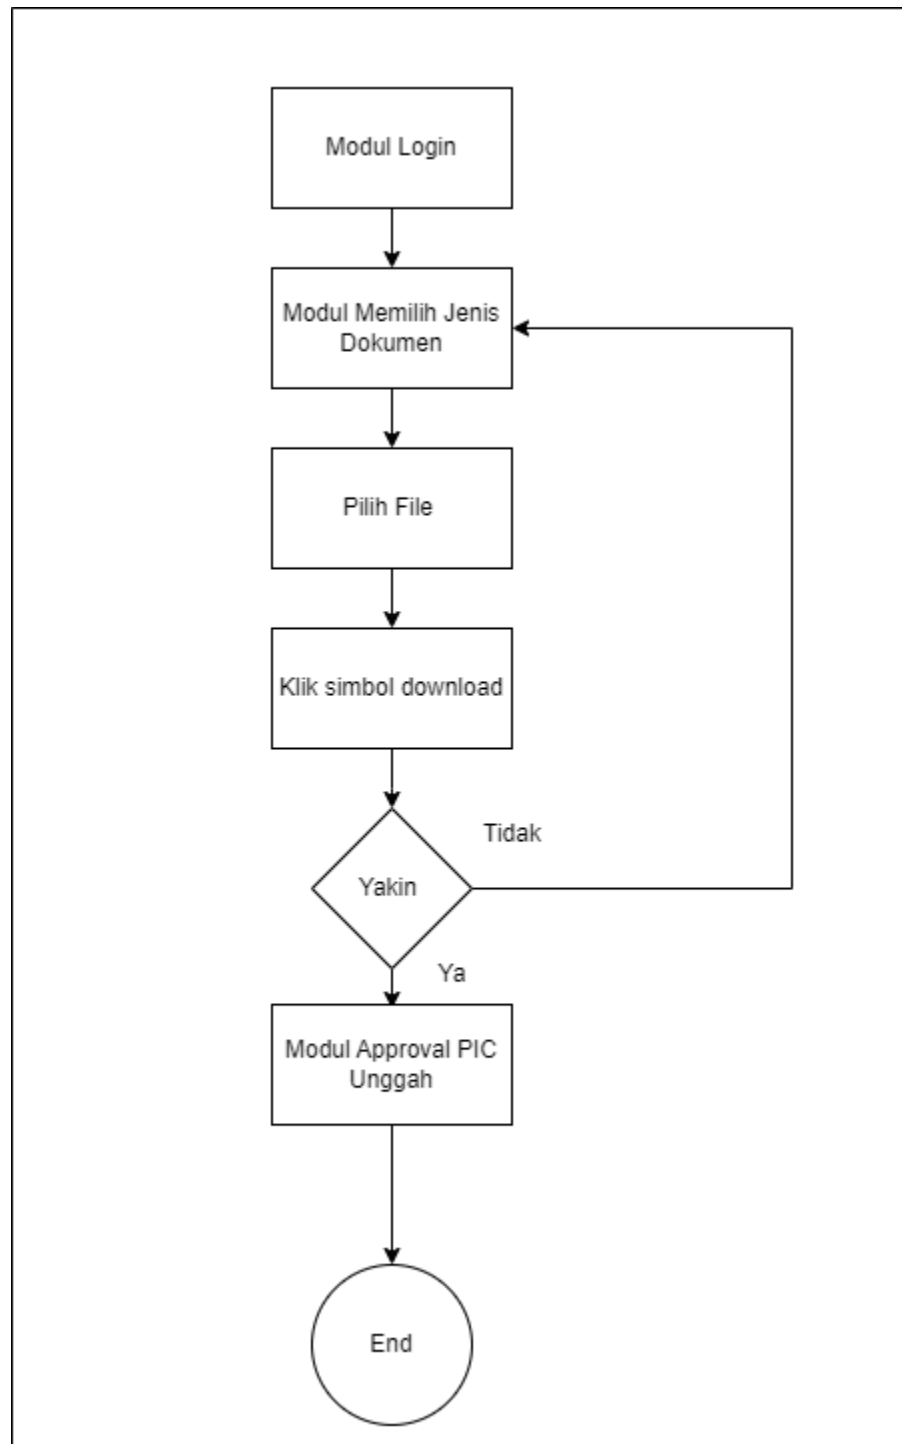 Modul Login
Modul Memilih Jenis
Dokumen
Pilih File
Klik simbol download
Tidak
Yakin
Ya
Modul Approval PIC
Unggah
End